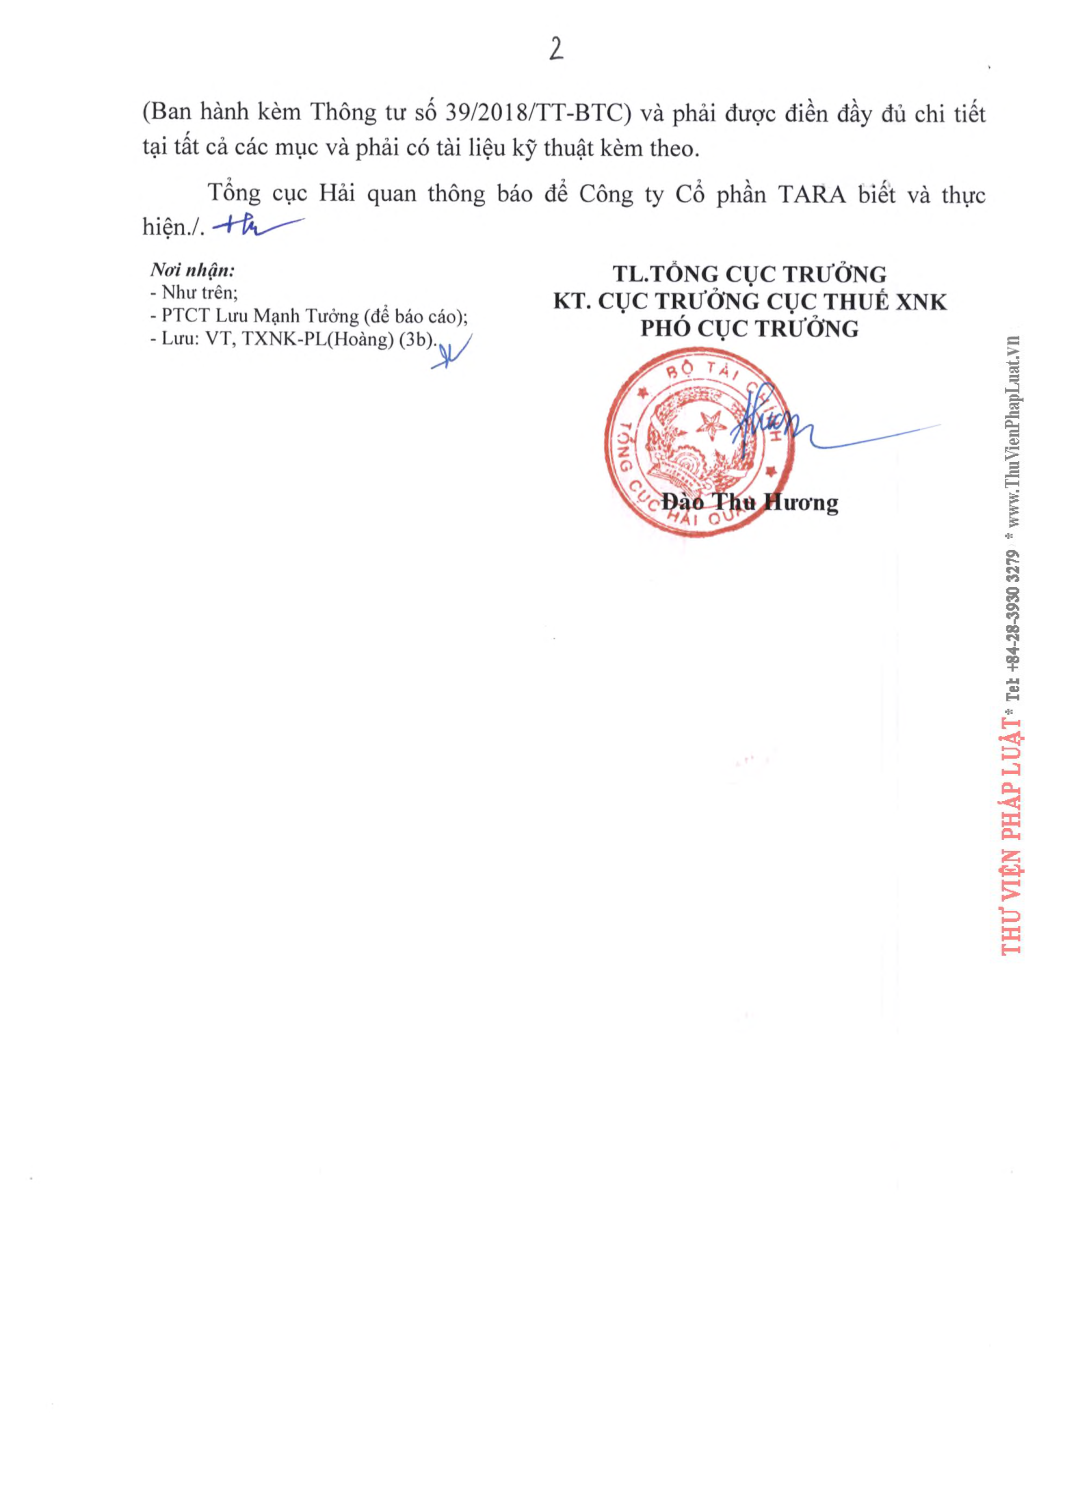 2
(Ban hành kèm Thông tư số 39/2018/TT-BTC) và phải được điền đầy đủ chi tiết
tại tất cả các mục và phải có tài liệu kỹ thuật kèm theo.
Tổng cục Hải quan thông báo để Công ty Cổ phần TARA biết và thực
hiện./.
Nơi nhận:
- Như trên;
- PTCT Lưu Mạnh Tưởng (để báo cáo);
- Lưu: VT, TXNK-PL(Hoàng) (3b).
TL.TỔNG CỤC TRƯỞNG
KT. CỤC TRƯỞNG CỤC THUẾ XNK
PHÓ CỤC TRƯỞNG
BỘ TÀI CHÍNH
TỔNG CỤC HẢI QUAN
Đào Thu Hương
THƯ VIỆN PHÁP LUẬT * Tel: +84-28-3930 3279 * www.ThuVienPhapLuat.vn